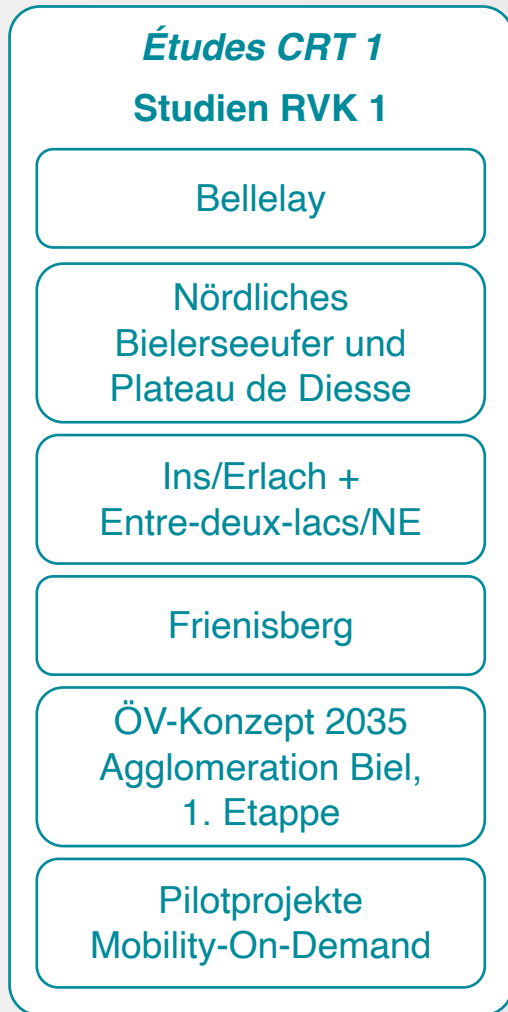 Études CRT 1
Studien RVK 1
Bellelay
Nördliches
Bielerseeufer und
Plateau de Diesse
Ins/Erlach +
Entre-deux-lacs/NE
Frienisberg
ÖV-Konzept 2035
Agglomeration Biel,
1. Etappe
Pilotprojekte
Mobility-On-Demand